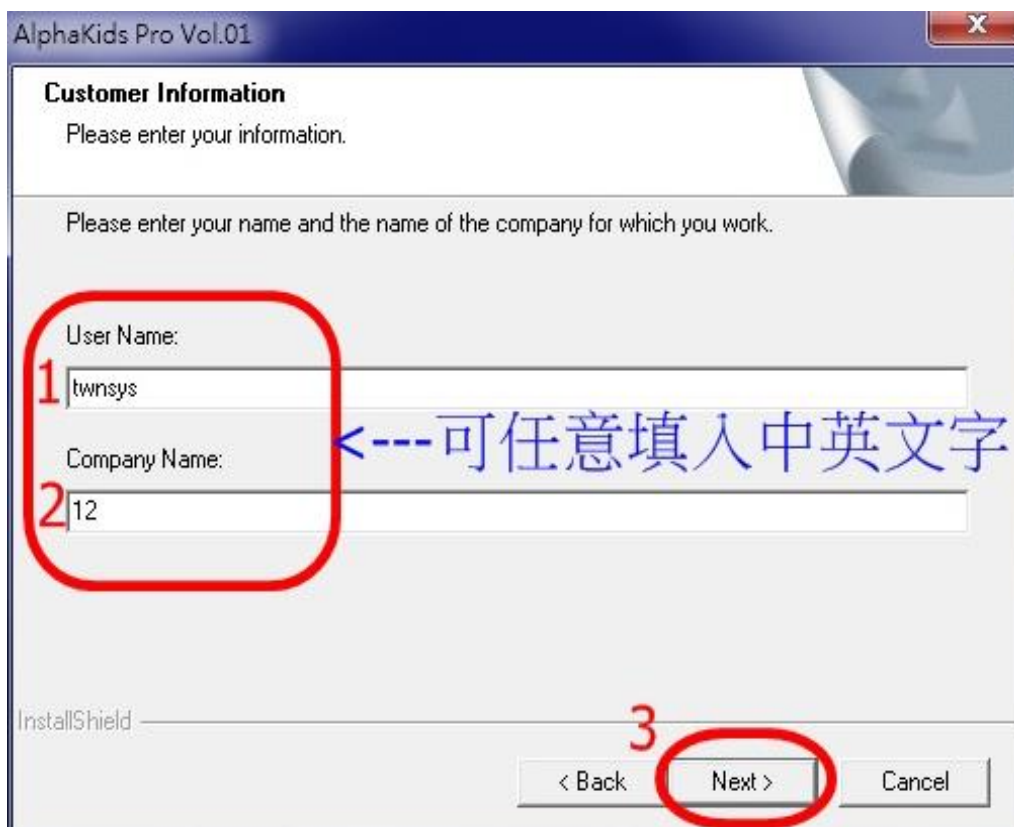 AlphaKids Pro Vol.01
Customer Information
Please enter your information.
Please enter your name and the name of the company for which you work.
User Name:
1 twnsys
<---可任意填入中英文字
Company Name:
2 12
InstallShield
3
< Back Next > Cancel